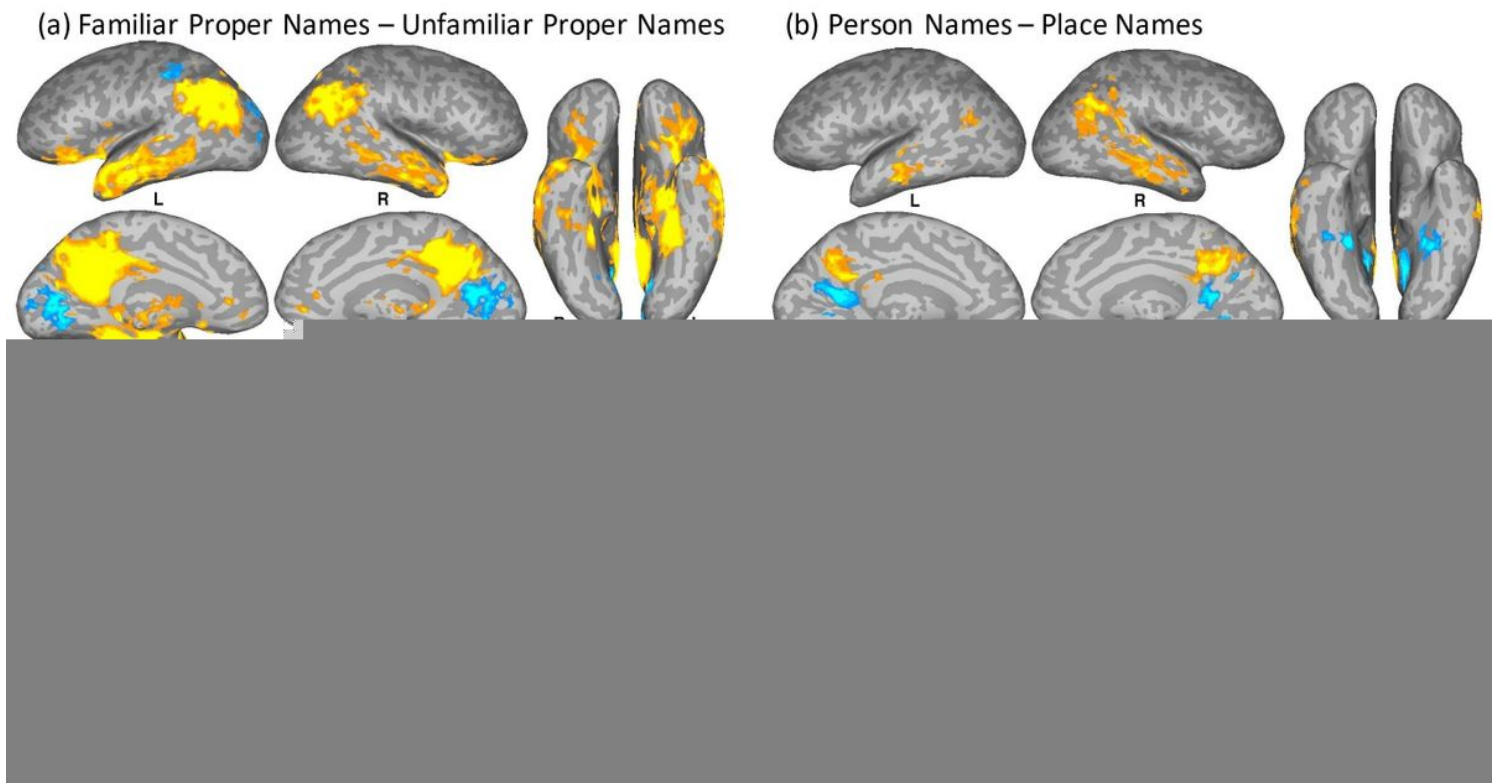 (a) Familiar Proper Names – Unfamiliar Proper Names
(b) Person Names – Place Names
L
R
L
R